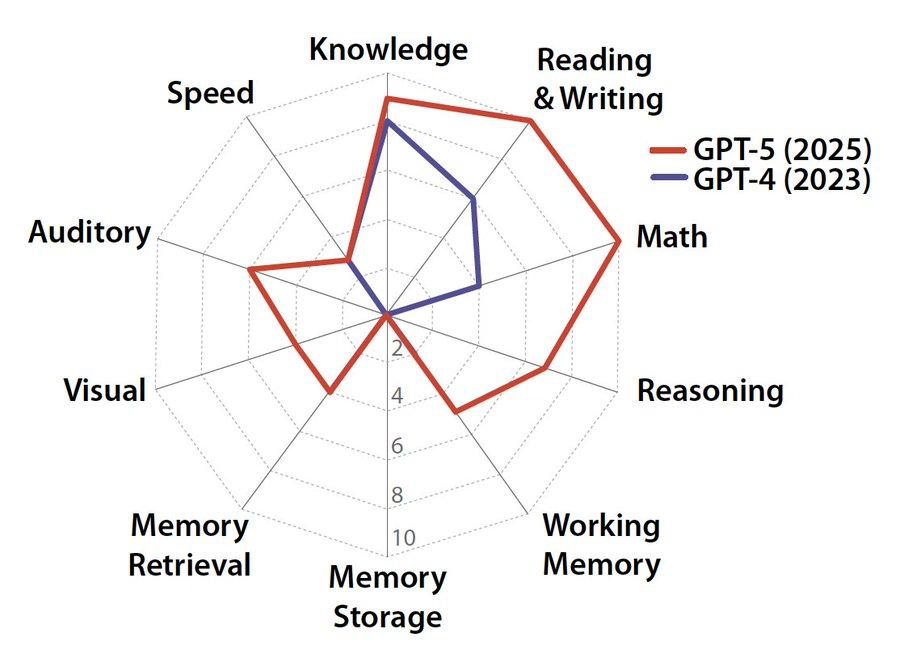 Knowledge
Reading
& Writing
Speed
GPT-5 (2025)
GPT-4 (2023)
Auditory
Math
2
Visual
4
Reasoning
6
8
Memory
Retrieval
10
Working
Memory
Memory
Storage